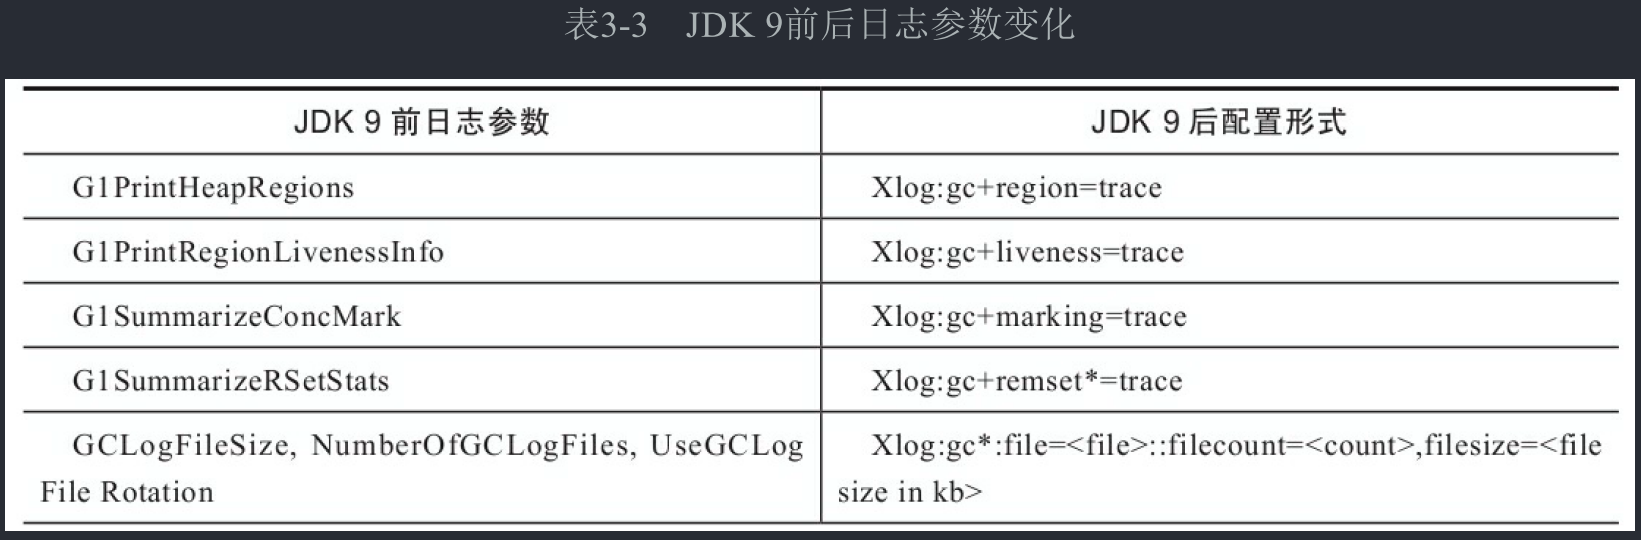 表3-3 JDK 9前后日志参数变化
JDK 9 前日志参数 JDK 9 后配置形式
G1PrintHeapRegions Xlog:gc+region=trace
G1PrintRegionLivenessInfo Xlog:gc+liveness=trace
G1SummarizeConcMark Xlog:gc+marking=trace
G1SummarizeRSetStats Xlog:gc+remset*=trace
GCLogFileSize, NumberOfGCLogFiles, UseGCLog Xlog:gc*:file=<file>::filecount=<count>,filesize=<file
File Rotation size in kb>